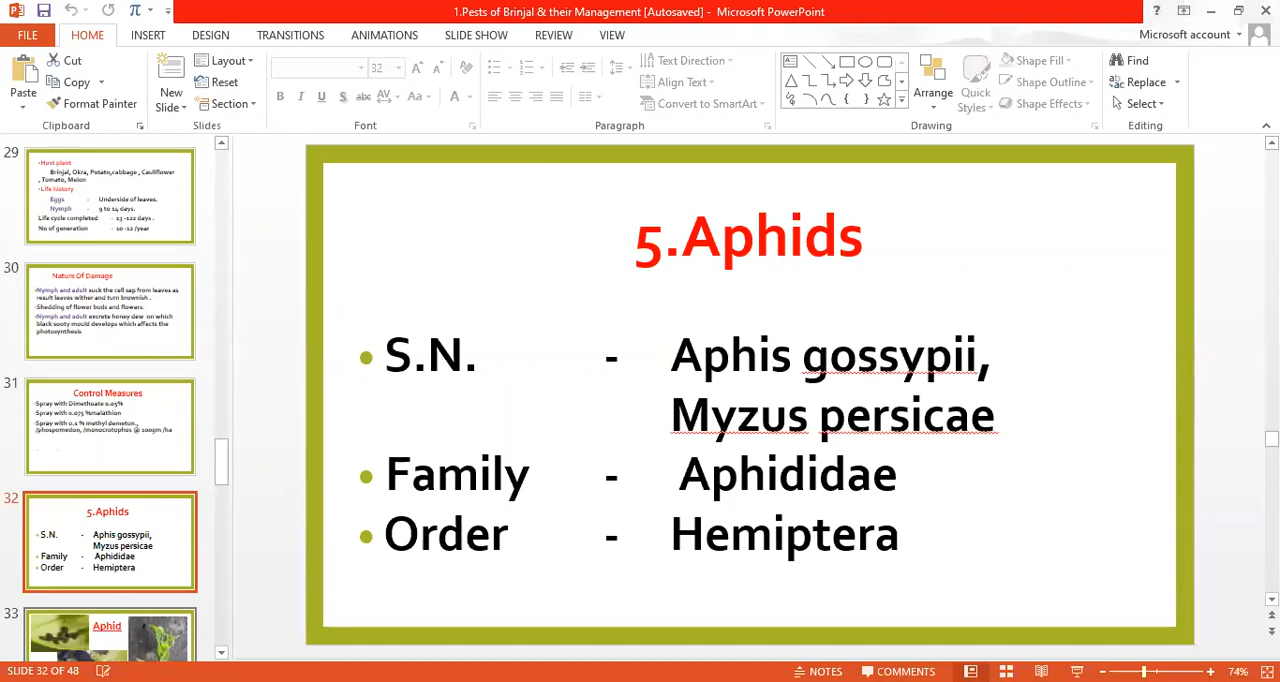 1.Pests of Brinjal & their Management [Autosaved] - Microsoft PowerPoint
FILE HOME INSERT DESIGN TRANSITIONS ANIMATIONS SLIDE SHOW REVIEW VIEW Microsoft account
Paste
Cut
Copy
Format Painter
Clipboard
New
Slide
Layout
Reset
Section
Slides
32
Font
Text Direction
Align Text
Convert to SmartArt
Paragraph
Arrange
Quick
Styles
Shape Fill
Shape Outline
Shape Effects
Drawing
Find
Replace
Select
Editing
29
•Host plant
Brinjal, Okra, Potato,cabbage , Cauliflower
, Tomato, Melon
•Life history
Eggs - Underside of leaves.
Nymph - 9 to 14 days.
Life cycle completed - 13 -122 days .
No of generation - 10 -12 /year
30
Nature Of Damage
•Nymph and adult suck the cell sap from leaves as
result leaves wither and turn brownish .
•Shedding of flower buds and flowers.
•Nymph and adult excrete honey dew on which
black sooty mould develops which affects the
photosynthesis
31
Control Measures
•Spray with Dimethoate 0.05%
•Spray with 0.075 %malathion
•Spray with 0.1 % methyl demeton.,
/phospomedon, /monocrotophos @ 100gm /ha
32
5.Aphids
•S.N. - Aphis gossypii,
Myzus persicae
•Family - Aphididae
•Order - Hemiptera
33
Aphid
5.Aphids
• S.N. - Aphis gossypii,
Myzus persicae
• Family - Aphididae
• Order - Hemiptera
SLIDE 32 OF 48 NOTES COMMENTS 74%